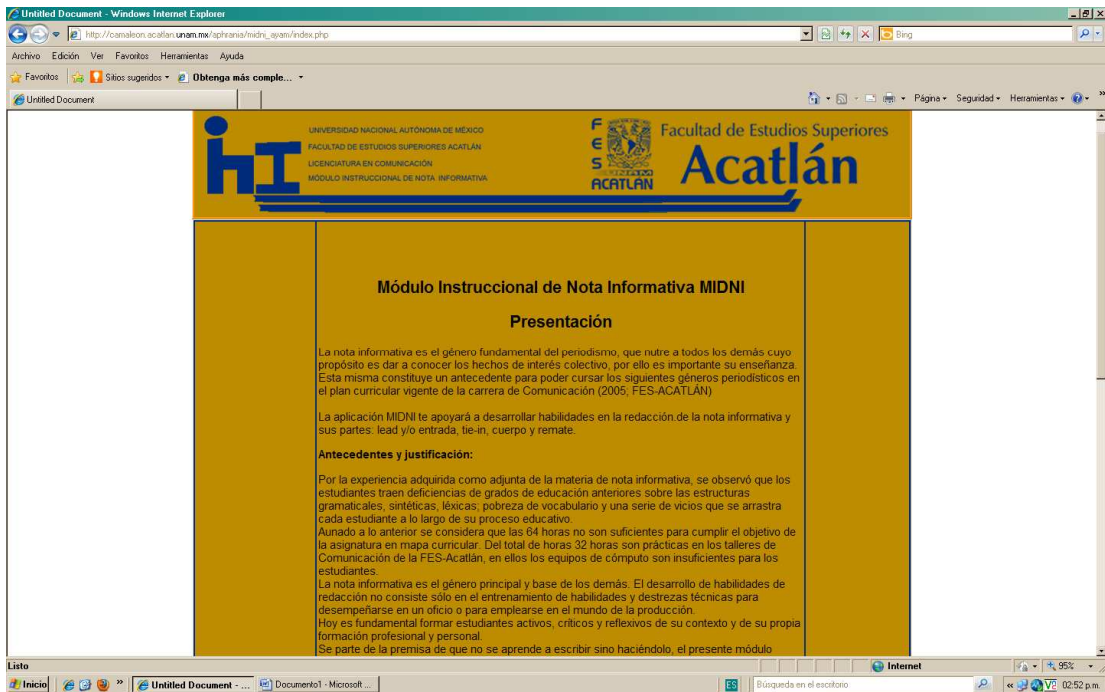 Untitled Document - Windows Internet Explorer
http://camaleon.acatlan.unam.mx/aphrania/midni_ayam/index.php
Bing
Archivo Edición Ver Favoritos Herramientas Ayuda
Favoritos Sitios sugeridos Obtenga más comple...
Untitled Document
Página Seguridad Herramientas
UNIVERSIDAD NACIONAL AUTÓNOMA DE MÉXICO
FACULTAD DE ESTUDIOS SUPERIORES ACATLÁN
LICENCIATURA EN COMUNICACIÓN
MÓDULO INSTRUCCIONAL DE NOTA INFORMATIVA
hI
FES
UNAM
ACATLÁN
Facultad de Estudios Superiores
Acatlán
Módulo Instruccional de Nota Informativa MIDNI
Presentación
La nota informativa es el género fundamental del periodismo, que nutre a todos los demás cuyo
propósito es dar a conocer los hechos de interés colectivo, por ello es importante su enseñanza.
Esta misma constituye un antecedente para poder cursar los siguientes géneros periodísticos en
el plan curricular vigente de la carrera de Comunicación (2005; FES-ACATLÁN)
La aplicación MIDNI te apoyará a desarrollar habilidades en la redacción.de la nota informativa y
sus partes: lead y/o entrada, tie-in, cuerpo y remate.
Antecedentes y justificación:
Por la experiencia adquirida como adjunta de la materia de nota informativa, se observó que los
estudiantes traen deficiencias de grados de educación anteriores sobre las estructuras
gramaticales, sintéticas, léxicas; pobreza de vocabulario y una serie de vicios que se arrastra
cada estudiante a lo largo de su proceso educativo.
Aunado a lo anterior se considera que las 64 horas no son suficientes para cumplir el objetivo de
la asignatura en mapa curricular. Del total de horas 32 horas son prácticas en los talleres de
Comunicación de la FES-Acatlán, en ellos los equipos de cómputo son insuficientes para los
estudiantes.
La nota informativa es el género principal y base de los demás. El desarrollo de habilidades de
redacción no consiste sólo en el entrenamiento de habilidades y destrezas técnicas para
desempeñarse en un oficio o para emplearse en el mundo de la producción.
Hoy es fundamental formar estudiantes activos, críticos y reflexivos de su contexto y de su propia
formación profesional y personal.
Se parte de la premisa de que no se aprende a escribir sino haciéndolo, el presente módulo
Listo
Internet
95%
Inicio
Untitled Document - ...
Documento1 - Microsoft ...
ES
Búsqueda en el escritorio
02:52 p.m.